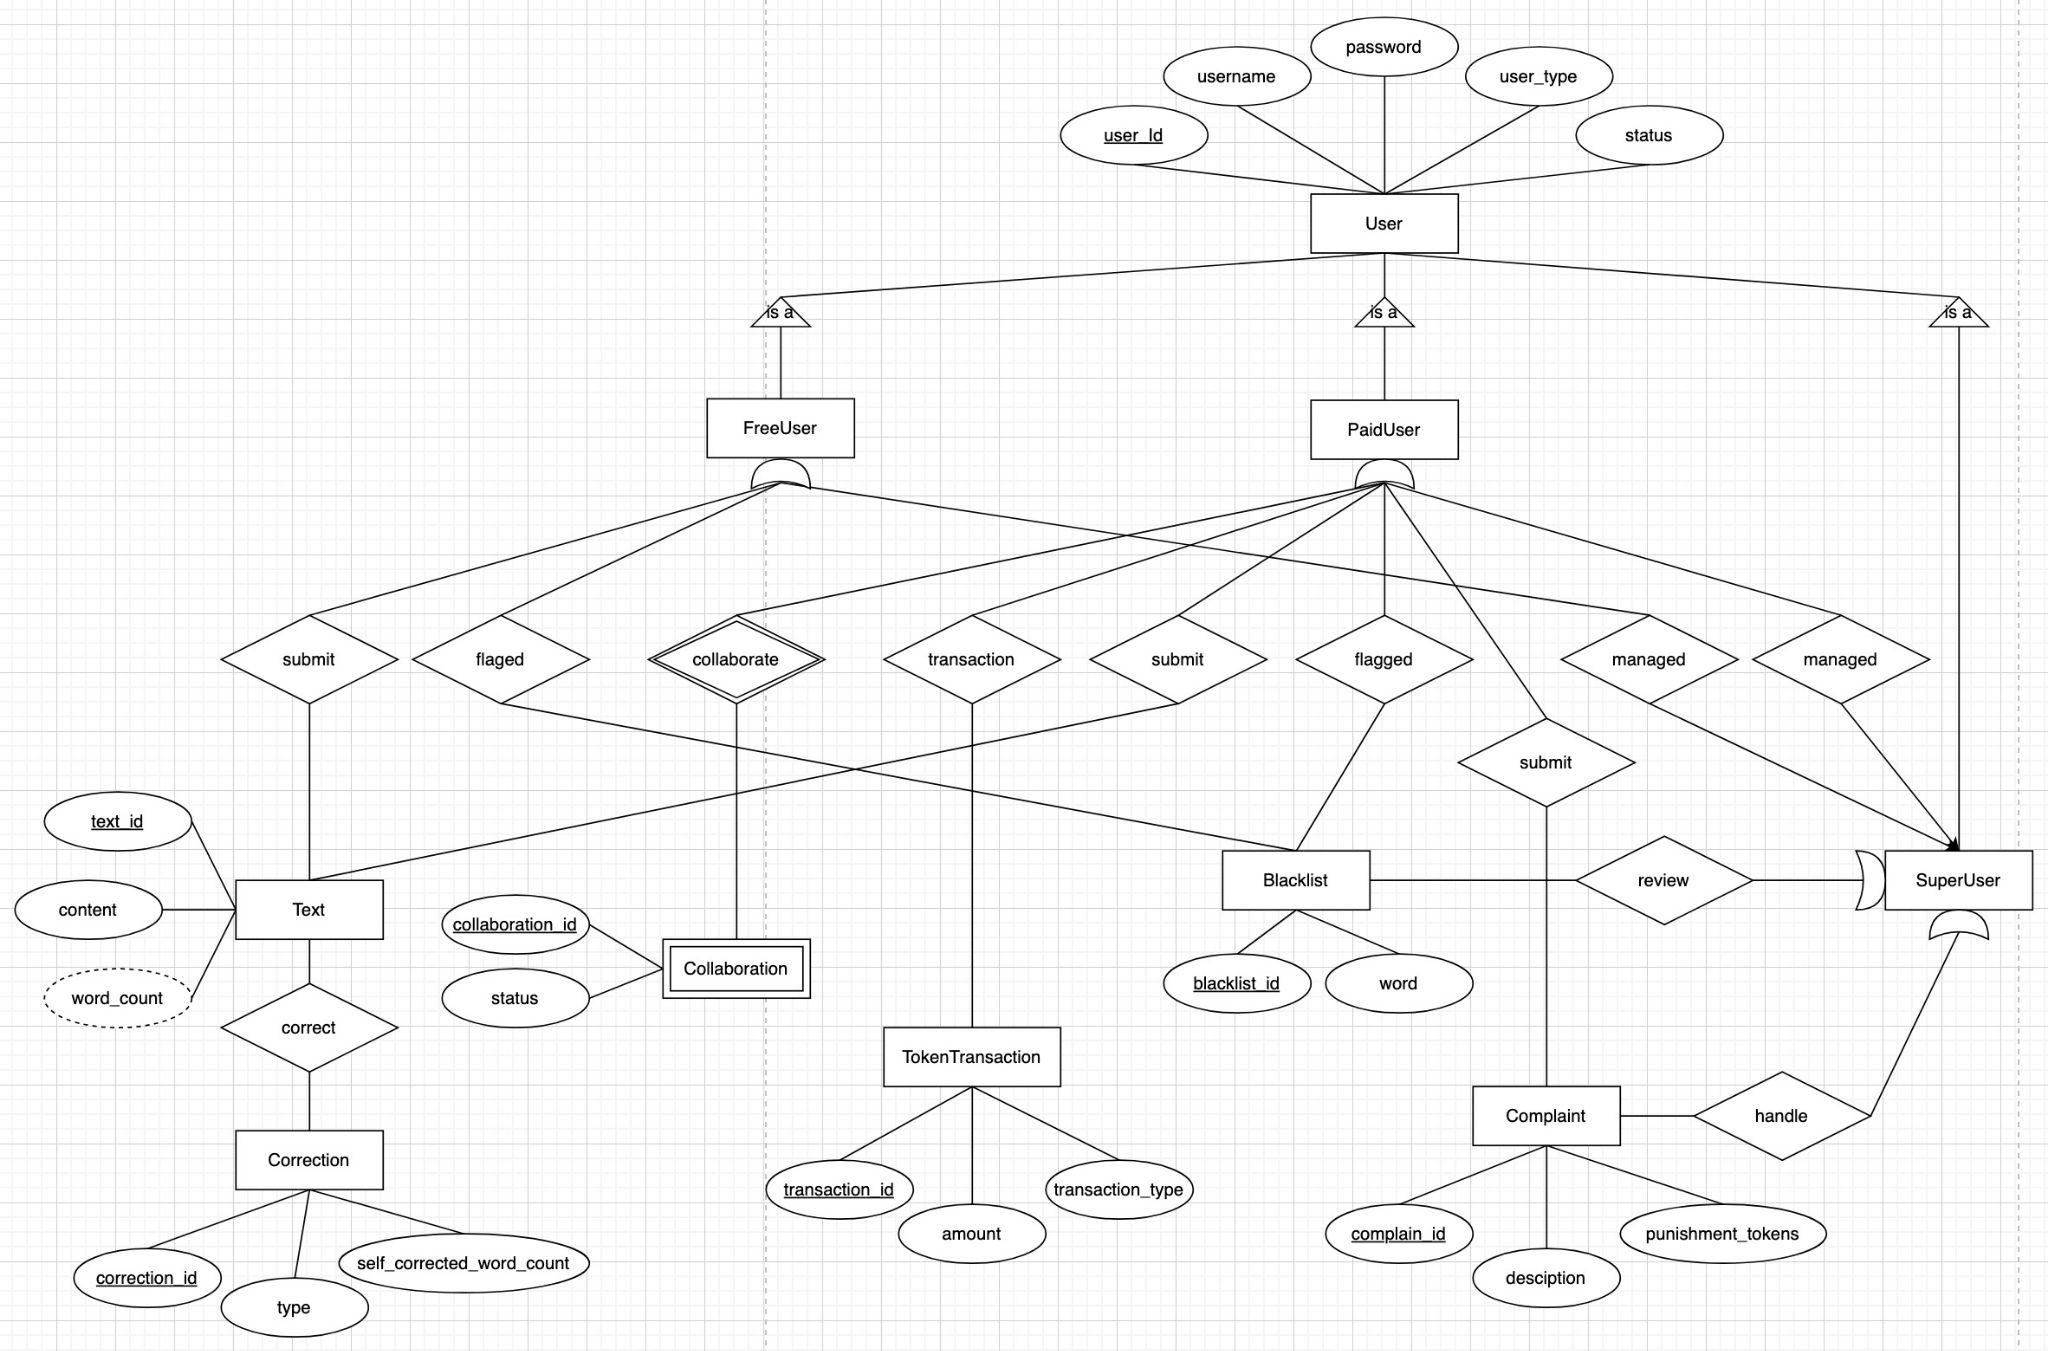 password
username
user_type
user_Id
status
User
is a
is a
is a
FreeUser
PaidUser
submit
flaged
collaborate
transaction
submit
flagged
managed
managed
submit
text_id
content
Text
word_count
collaboration_id
status
Collaboration
Blacklist
review
SuperUser
blacklist_id
word
correct
TokenTransaction
Complaint
handle
Correction
transaction_id
transaction_type
amount
complain_id
punishment_tokens
desciption
correction_id
self_corrected_word_count
type